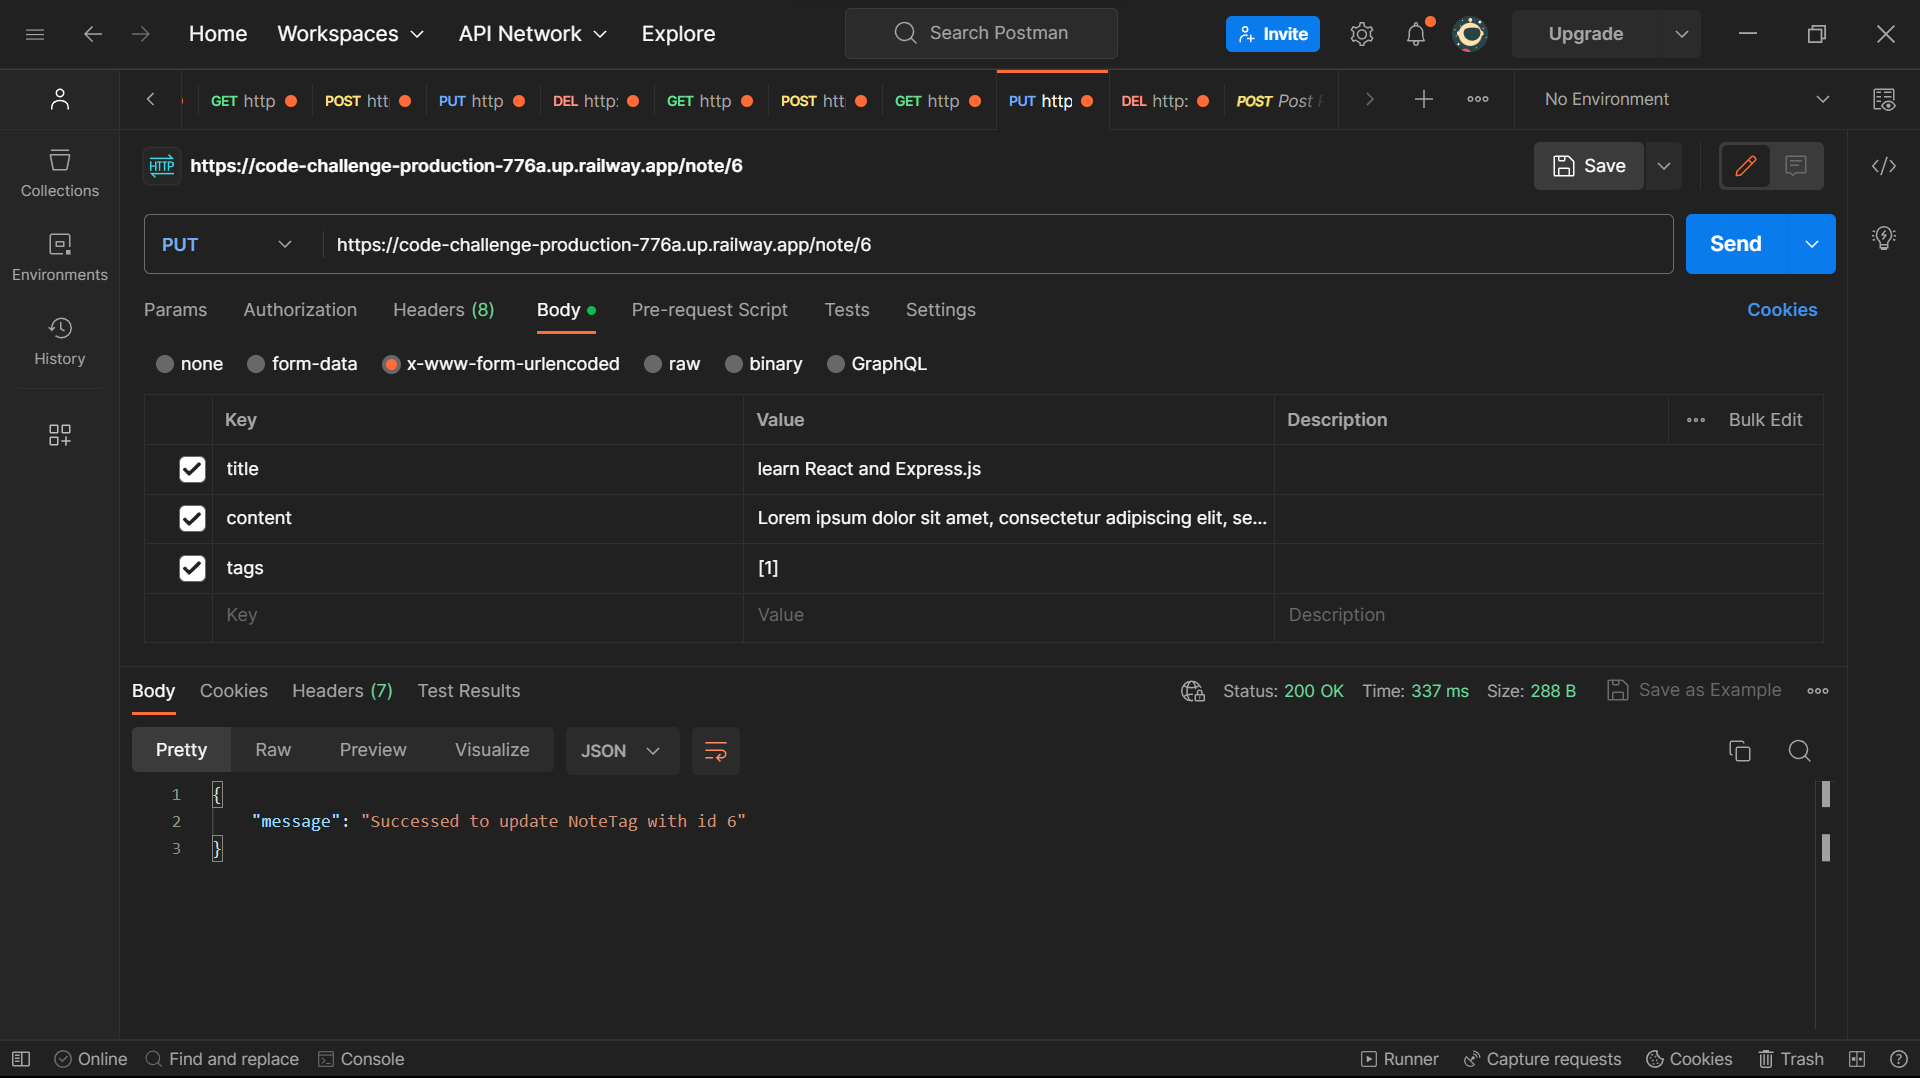 Home Workspaces API Network Explore Search Postman Invite Upgrade
GET http POST htt PUT http DEL http: GET http POST htt GET http PUT http DEL http: POST Post No Environment
HTTP https://code-challenge-production-776a.up.railway.app/note/6 Save
PUT https://code-challenge-production-776a.up.railway.app/note/6 Send
Collections
Environments
History
Params Authorization Headers (8) Body Pre-request Script Tests Settings Cookies
none form-data x-www-form-urlencoded raw binary GraphQL
Key Value Description Bulk Edit
title learn React and Express.js
content Lorem ipsum dolor sit amet, consectetur adipiscing elit, se...
tags [1]
Key Value Description
Body Cookies Headers (7) Test Results Status: 200 OK Time: 337 ms Size: 288 B Save as Example
Pretty Raw Preview Visualize JSON
1 {
2 "message": "Successed to update NoteTag with id 6"
3 }
Online Find and replace Console Runner Capture requests Cookies Trash